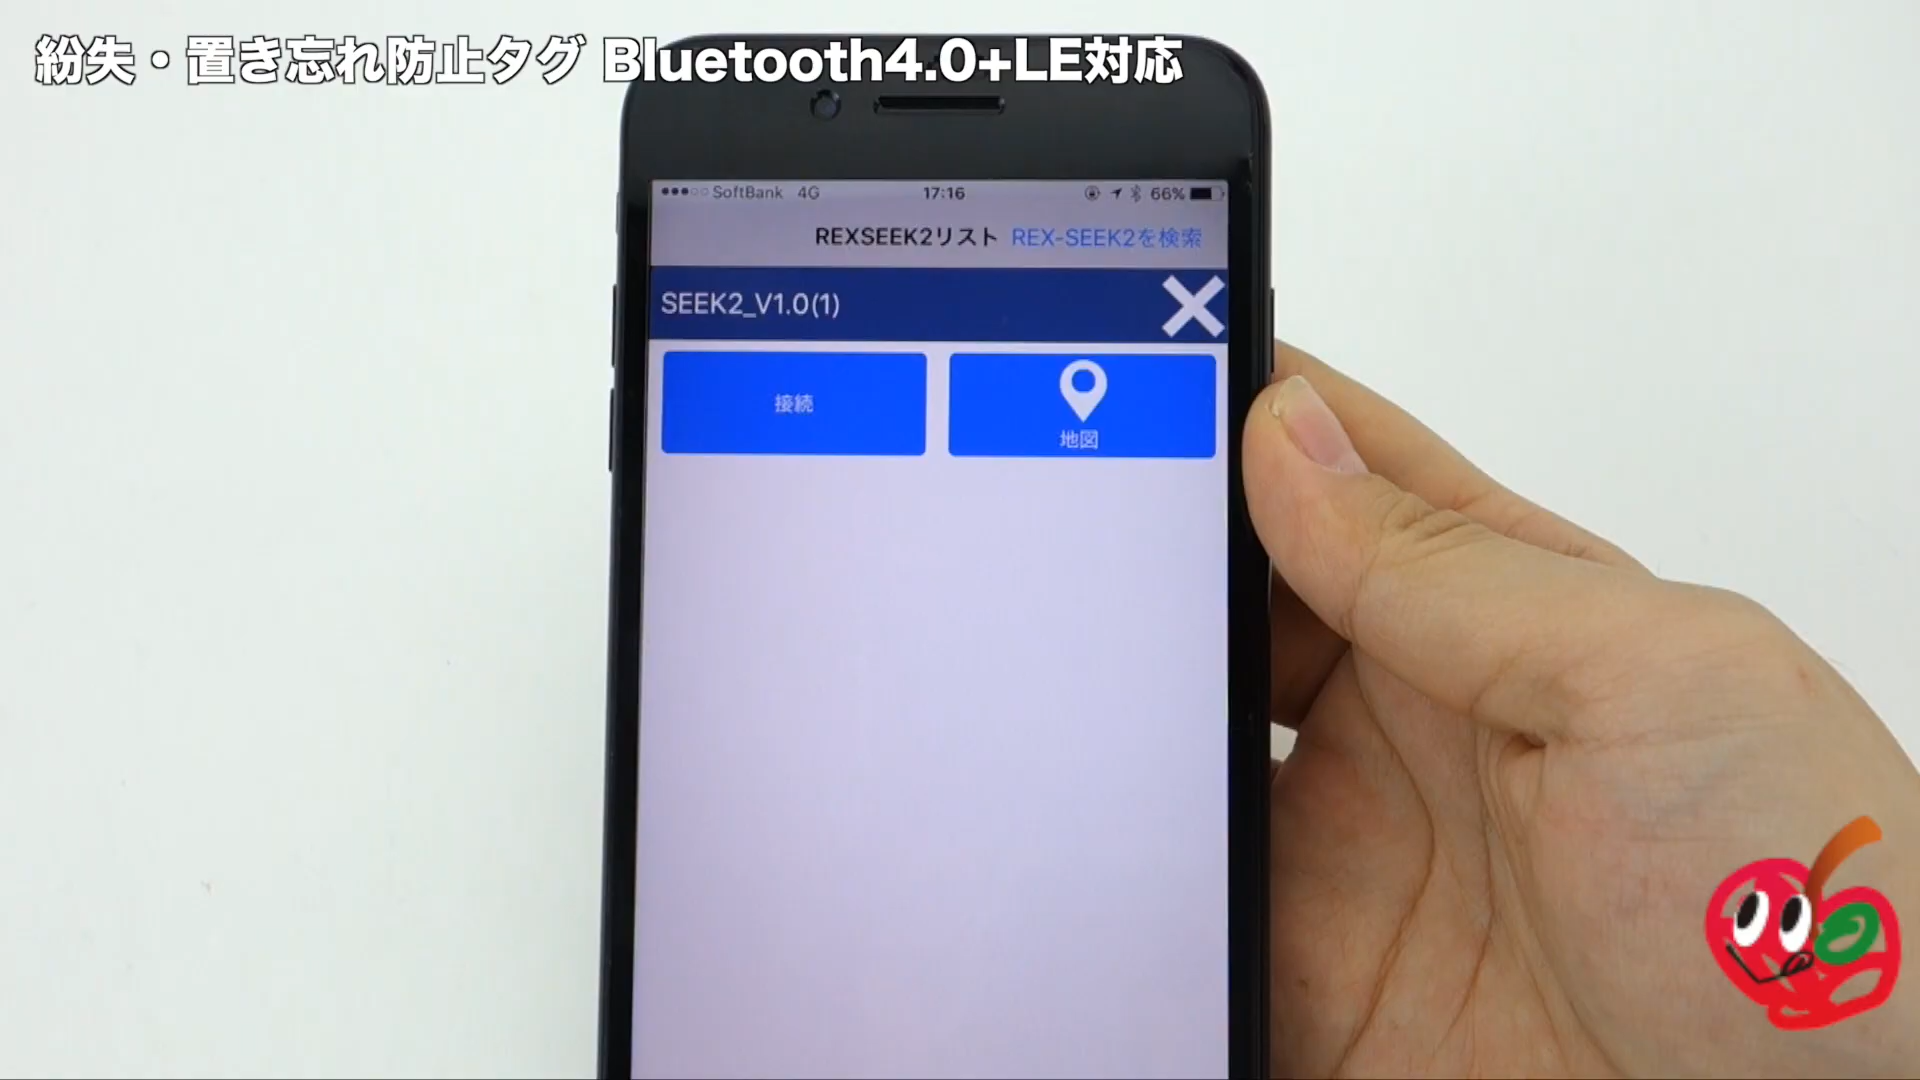 紛失・置き忘れ防止タグ Bluetooth4.0+LE対応
SoftBank 4G 17:16 66%
REXSEEK2リスト REX-SEEK2を検索
SEEK2_V1.0(1)
接続
地図